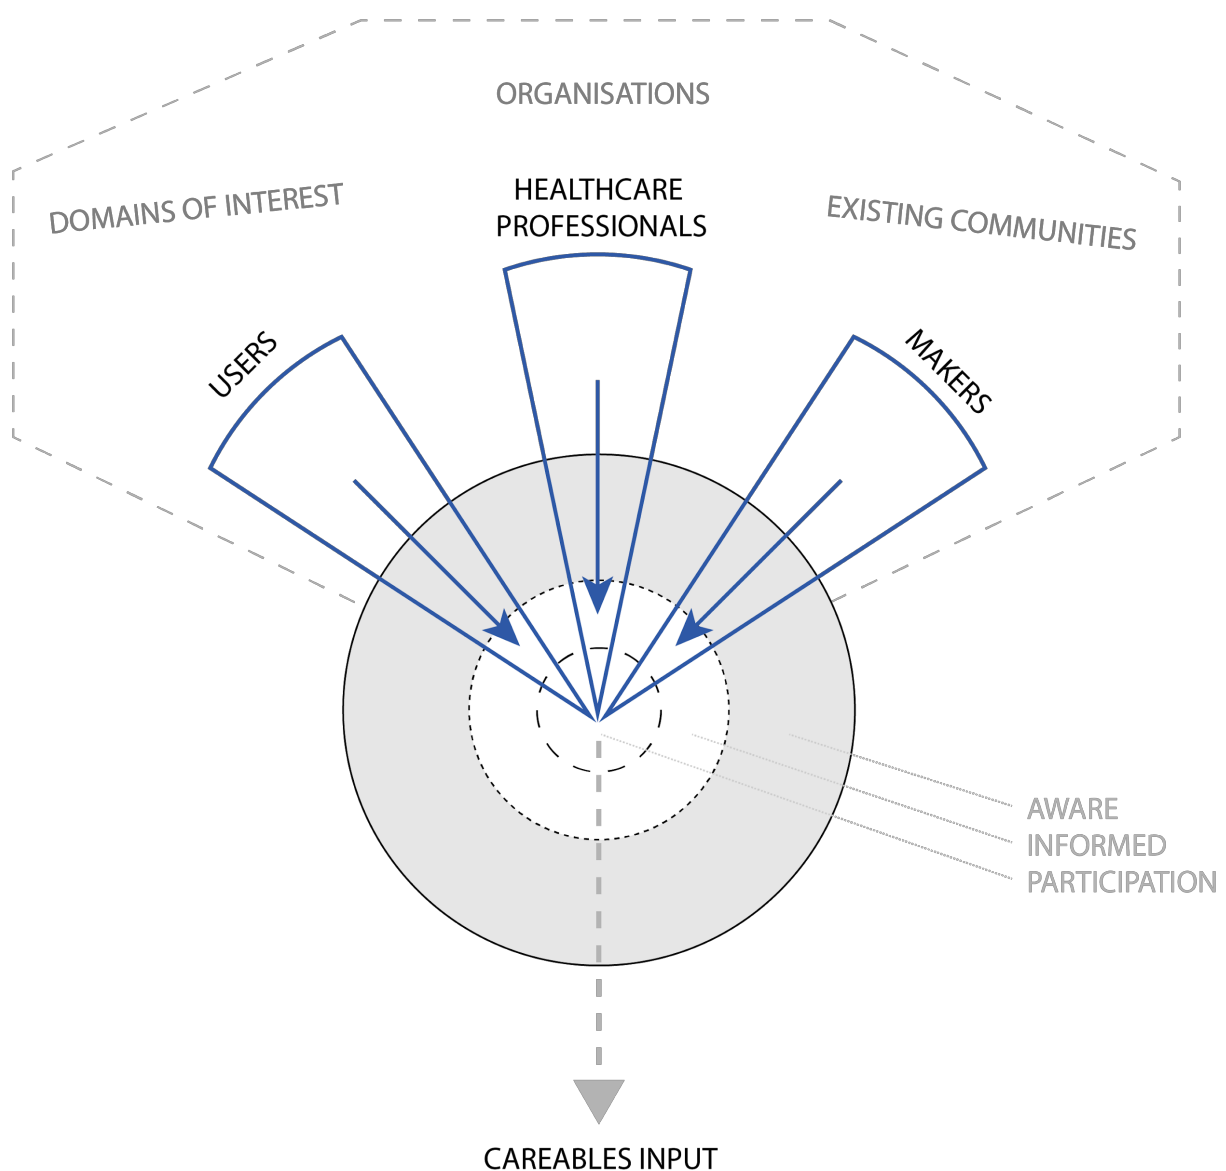 ORGANISATIONS
DOMAINS OF INTEREST
HEALTHCARE
PROFESSIONALS
EXISTING COMMUNITIES
USERS
MAKERS
AWARE
INFORMED
PARTICIPATION
CAREABLES INPUT